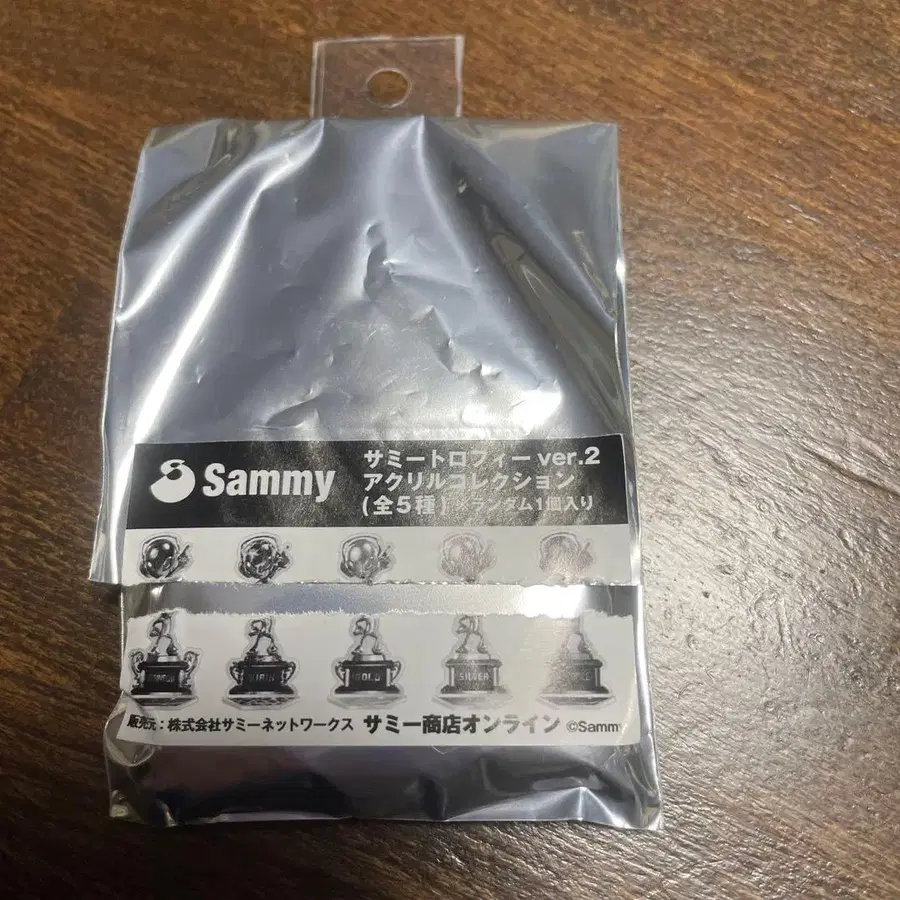 Sammy
サミートロフィー ver.2
アクリルコレクション
(全5種) ランダム1個入り
KIRIN
GOLD
SILVER
販売元：株式会社サミーネットワークス サミー商店オンライン ©Sammy